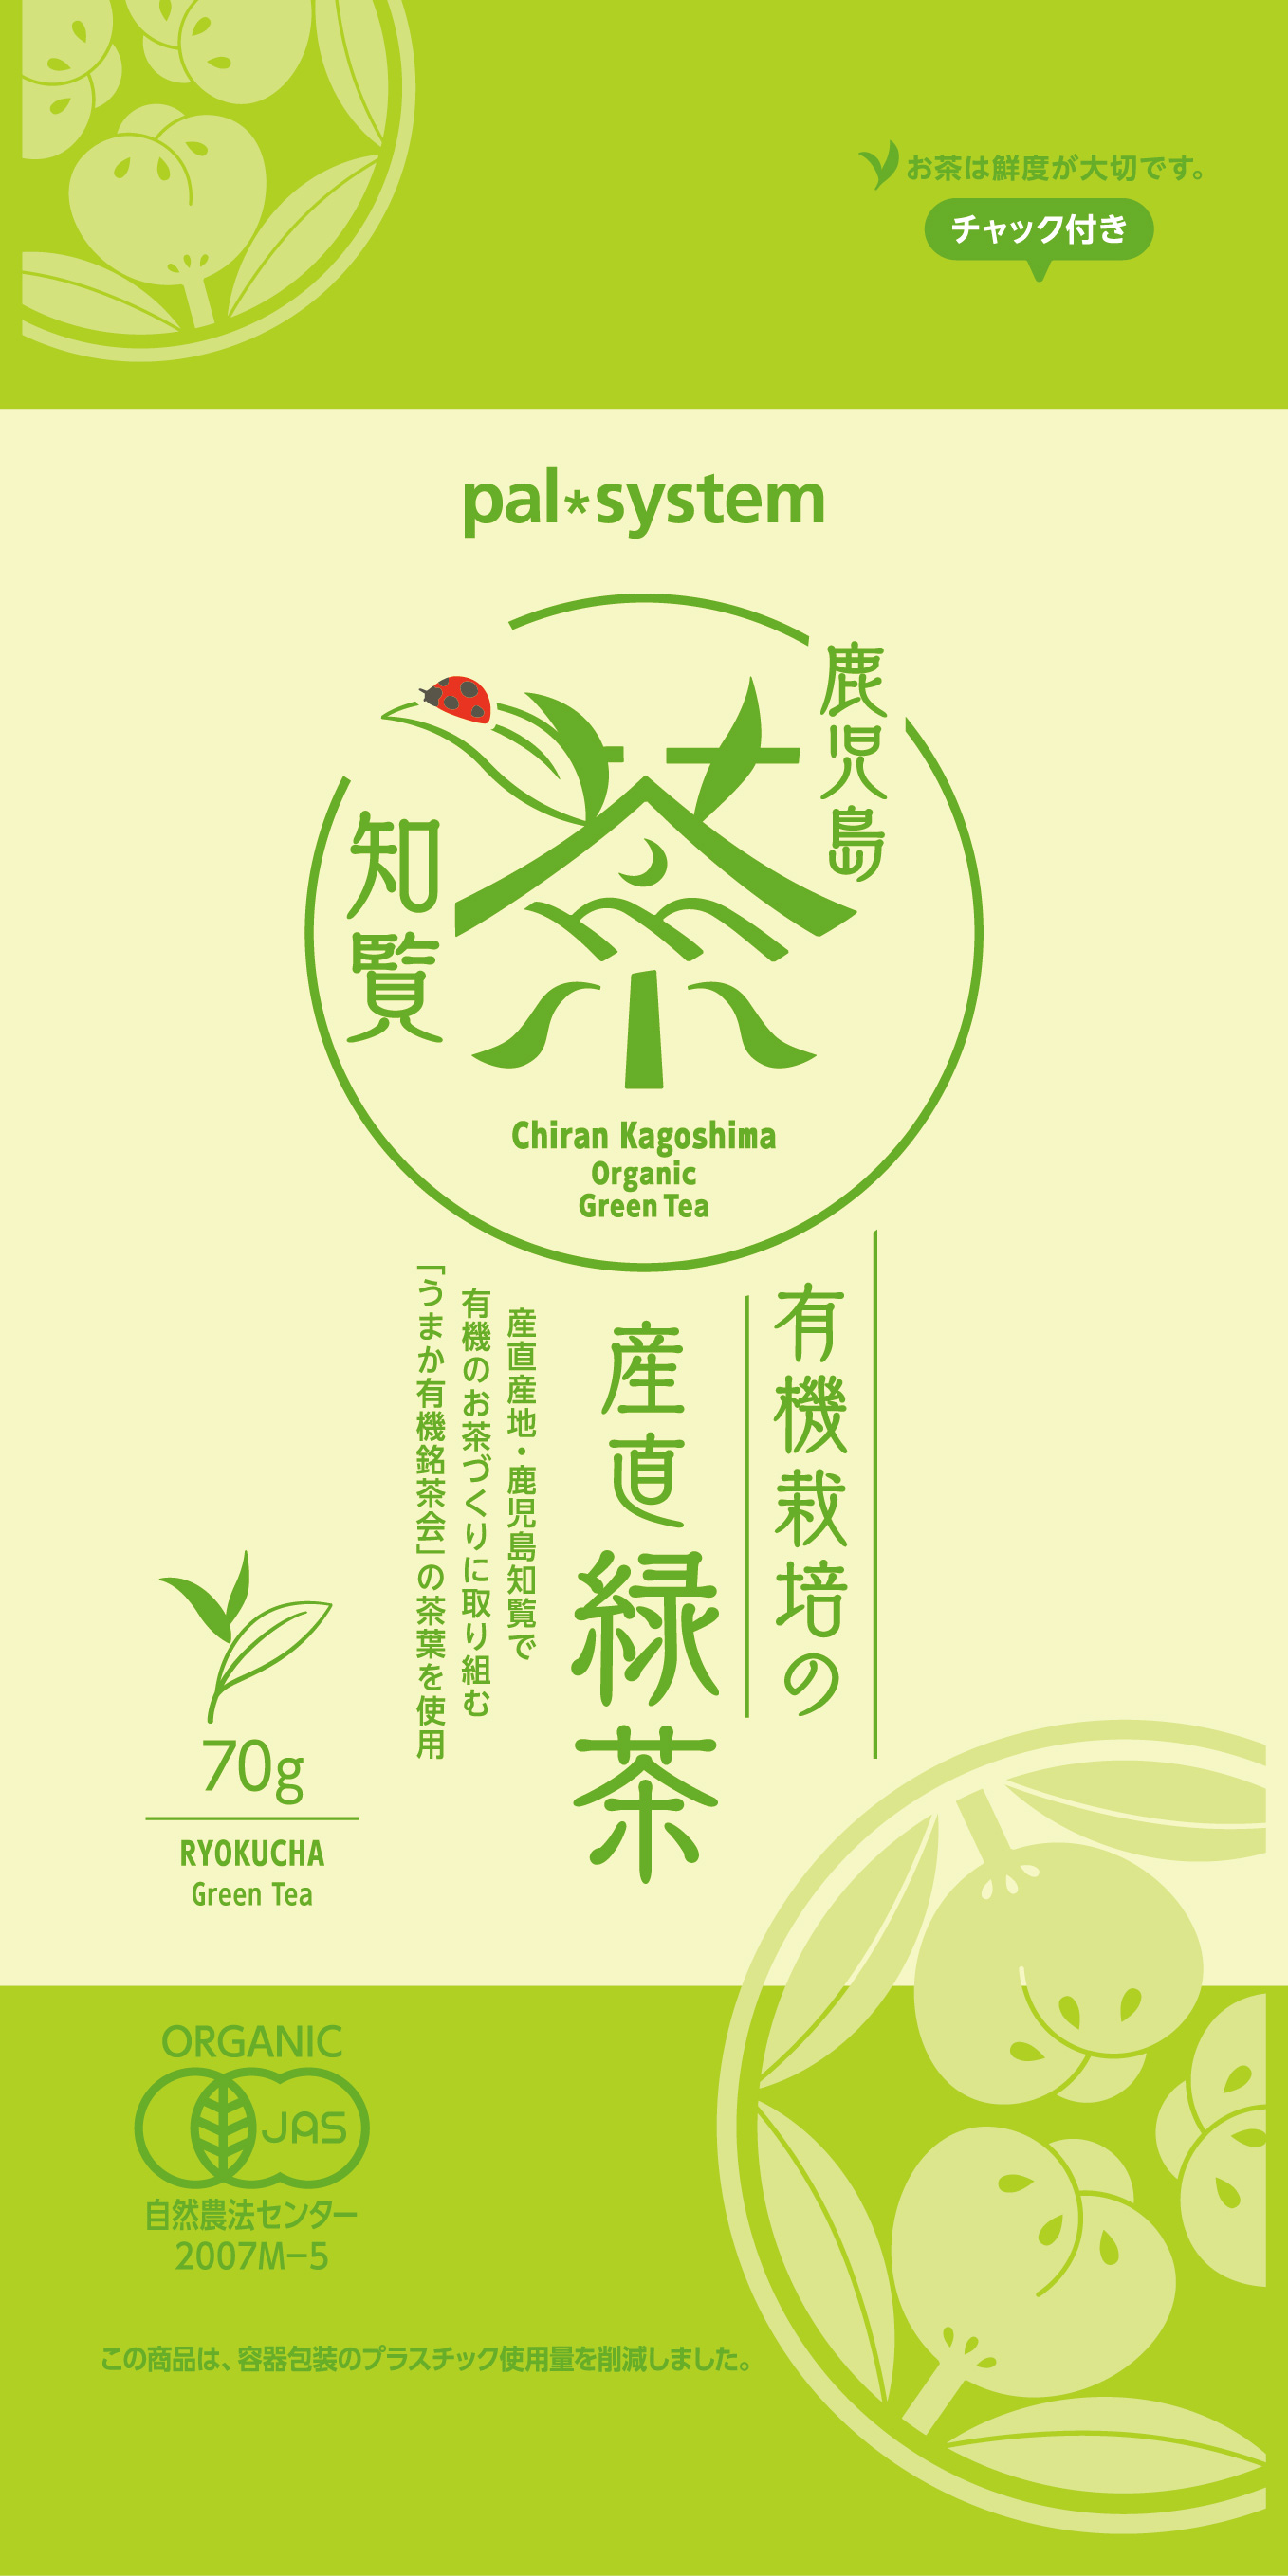 お茶は鮮度が大切です。
チャック付き
pal*system
鹿児島
知覧
茶
Chiran Kagoshima
Organic
Green Tea
有機栽培の
産直緑茶
産直産地・鹿児島知覧で
有機のお茶づくりに取り組む
「うまか有機銘茶会」の茶葉を使用
70g
RYOKUCHA
Green Tea
ORGANIC
JAS
自然農法センター
2007M-5
この商品は、容器包装のプラスチック使用量を削減しました。